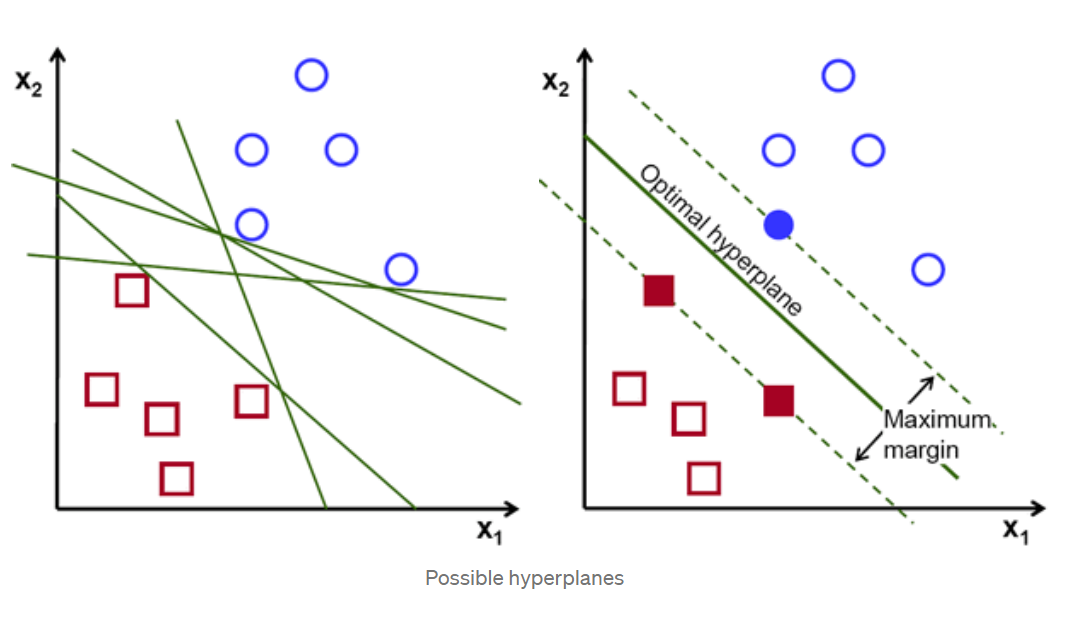 x2
x1
x2
Optimal hyperplane
Maximum
margin
x1
Possible hyperplanes